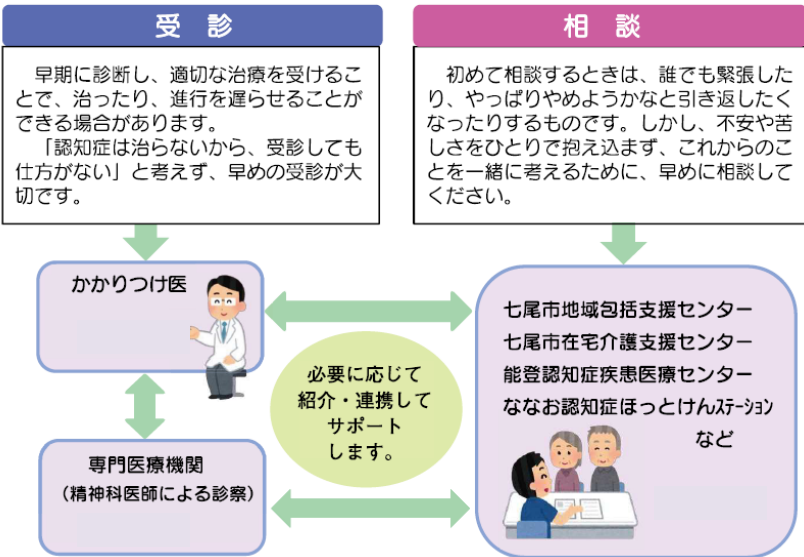 受 診
早期に診断し、適切な治療を受けるこ
とで、治ったり、進行を遅らせることが
できる場合があります。
「認知症は治らないから、受診しても
仕方がない」と考えず、早めの受診が大
切です。
相 談
初めて相談するときは、誰でも緊張した
り、やっぱりやめようかなと引き返したく
なったりするものです。しかし、不安や苦
しさをひとりで抱え込まず、これからのこ
とを一緒に考えるために、早めに相談して
ください。
かかりつけ医
専門医療機関
（精神科医師による診察）
必要に応じて
紹介・連携して
サポート
します。
七尾市地域包括支援センター
七尾市在宅介護支援センター
能登認知症疾患医療センター
ななお認知症ほっとけんステーション
など